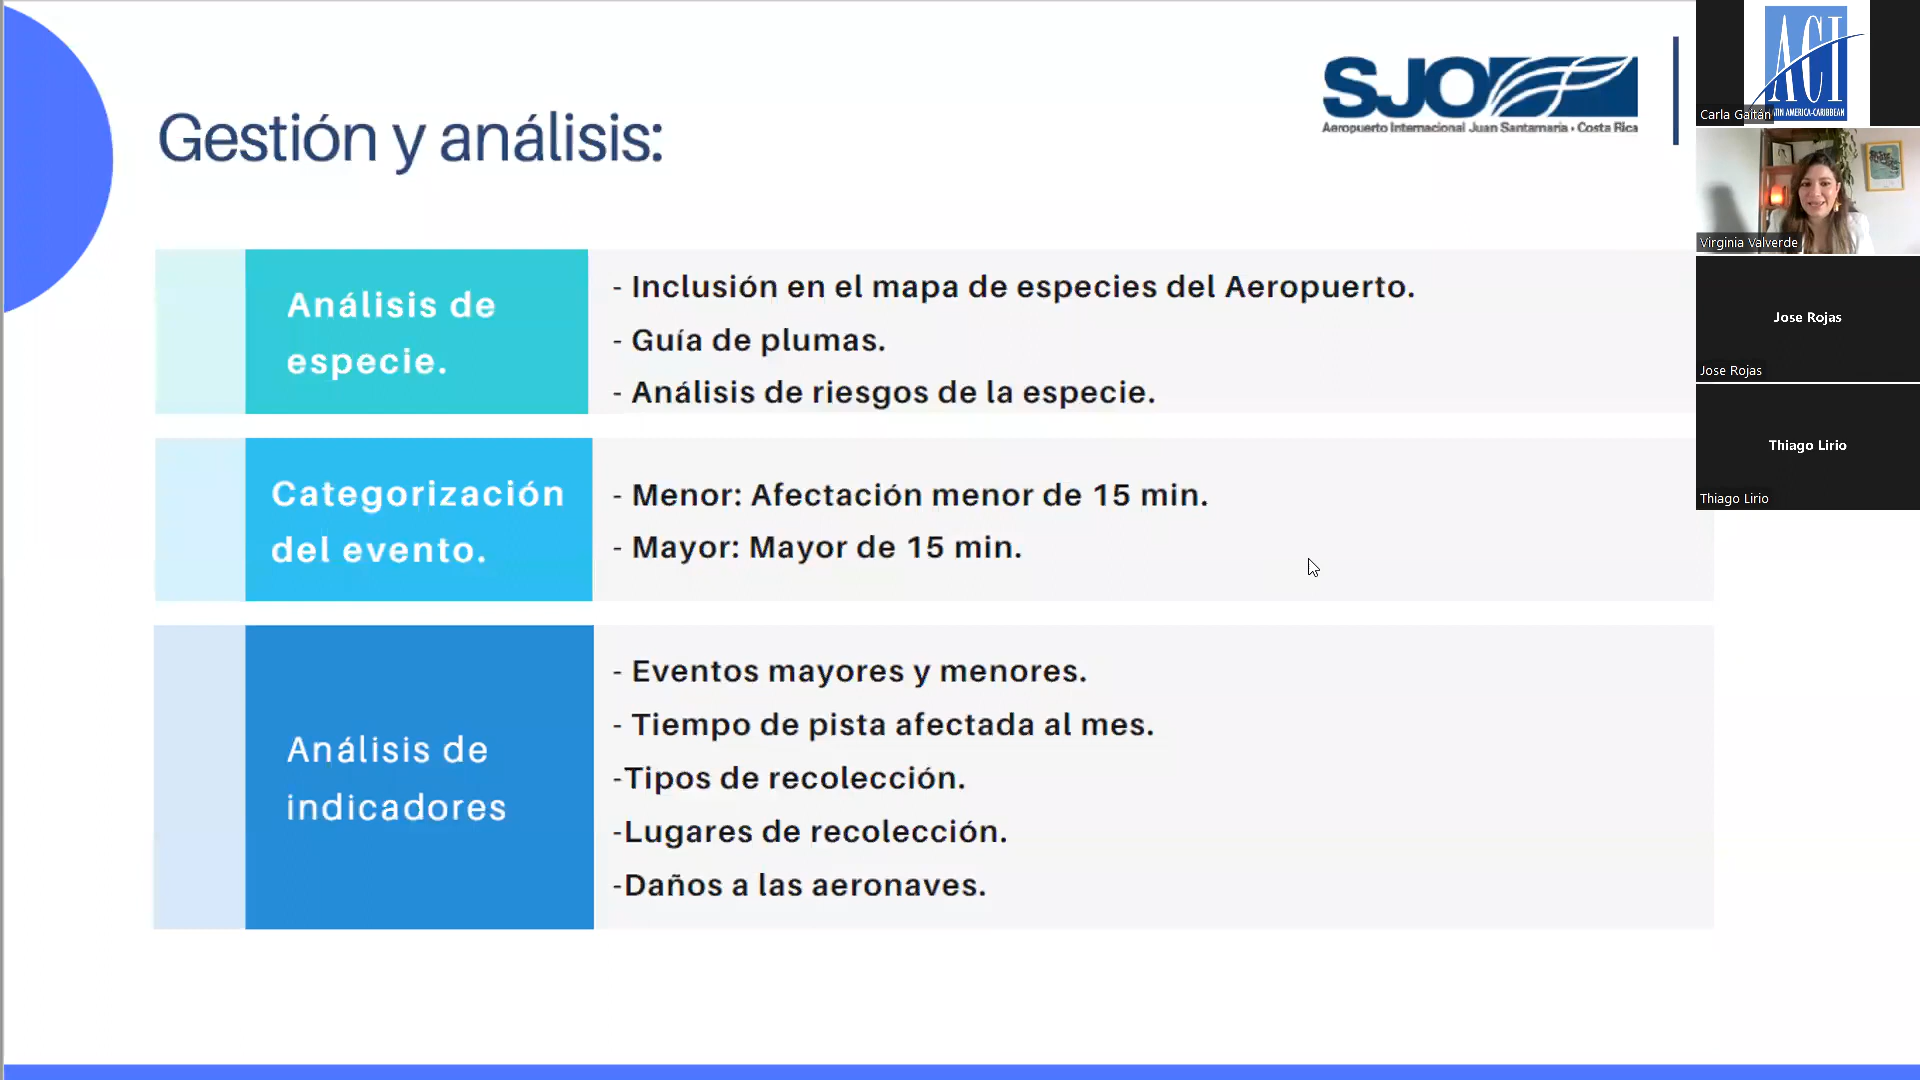 Gestión y análisis:
SJO
Aeropuerto Internacional Juan Santamaría • Costa Rica
Análisis de
especie.
- Inclusión en el mapa de especies del Aeropuerto.
- Guía de plumas.
- Análisis de riesgos de la especie.
Categorización
del evento.
- Menor: Afectación menor de 15 min.
- Mayor: Mayor de 15 min.
Análisis de
indicadores
- Eventos mayores y menores.
- Tiempo de pista afectada al mes.
-Tipos de recolección.
-Lugares de recolección.
-Daños a las aeronaves.
ACI
AMERICA-CARIBBEAN
Carla Gaitán
Virginia Valverde
Jose Rojas
Jose Rojas
Thiago Lirio
Thiago Lirio